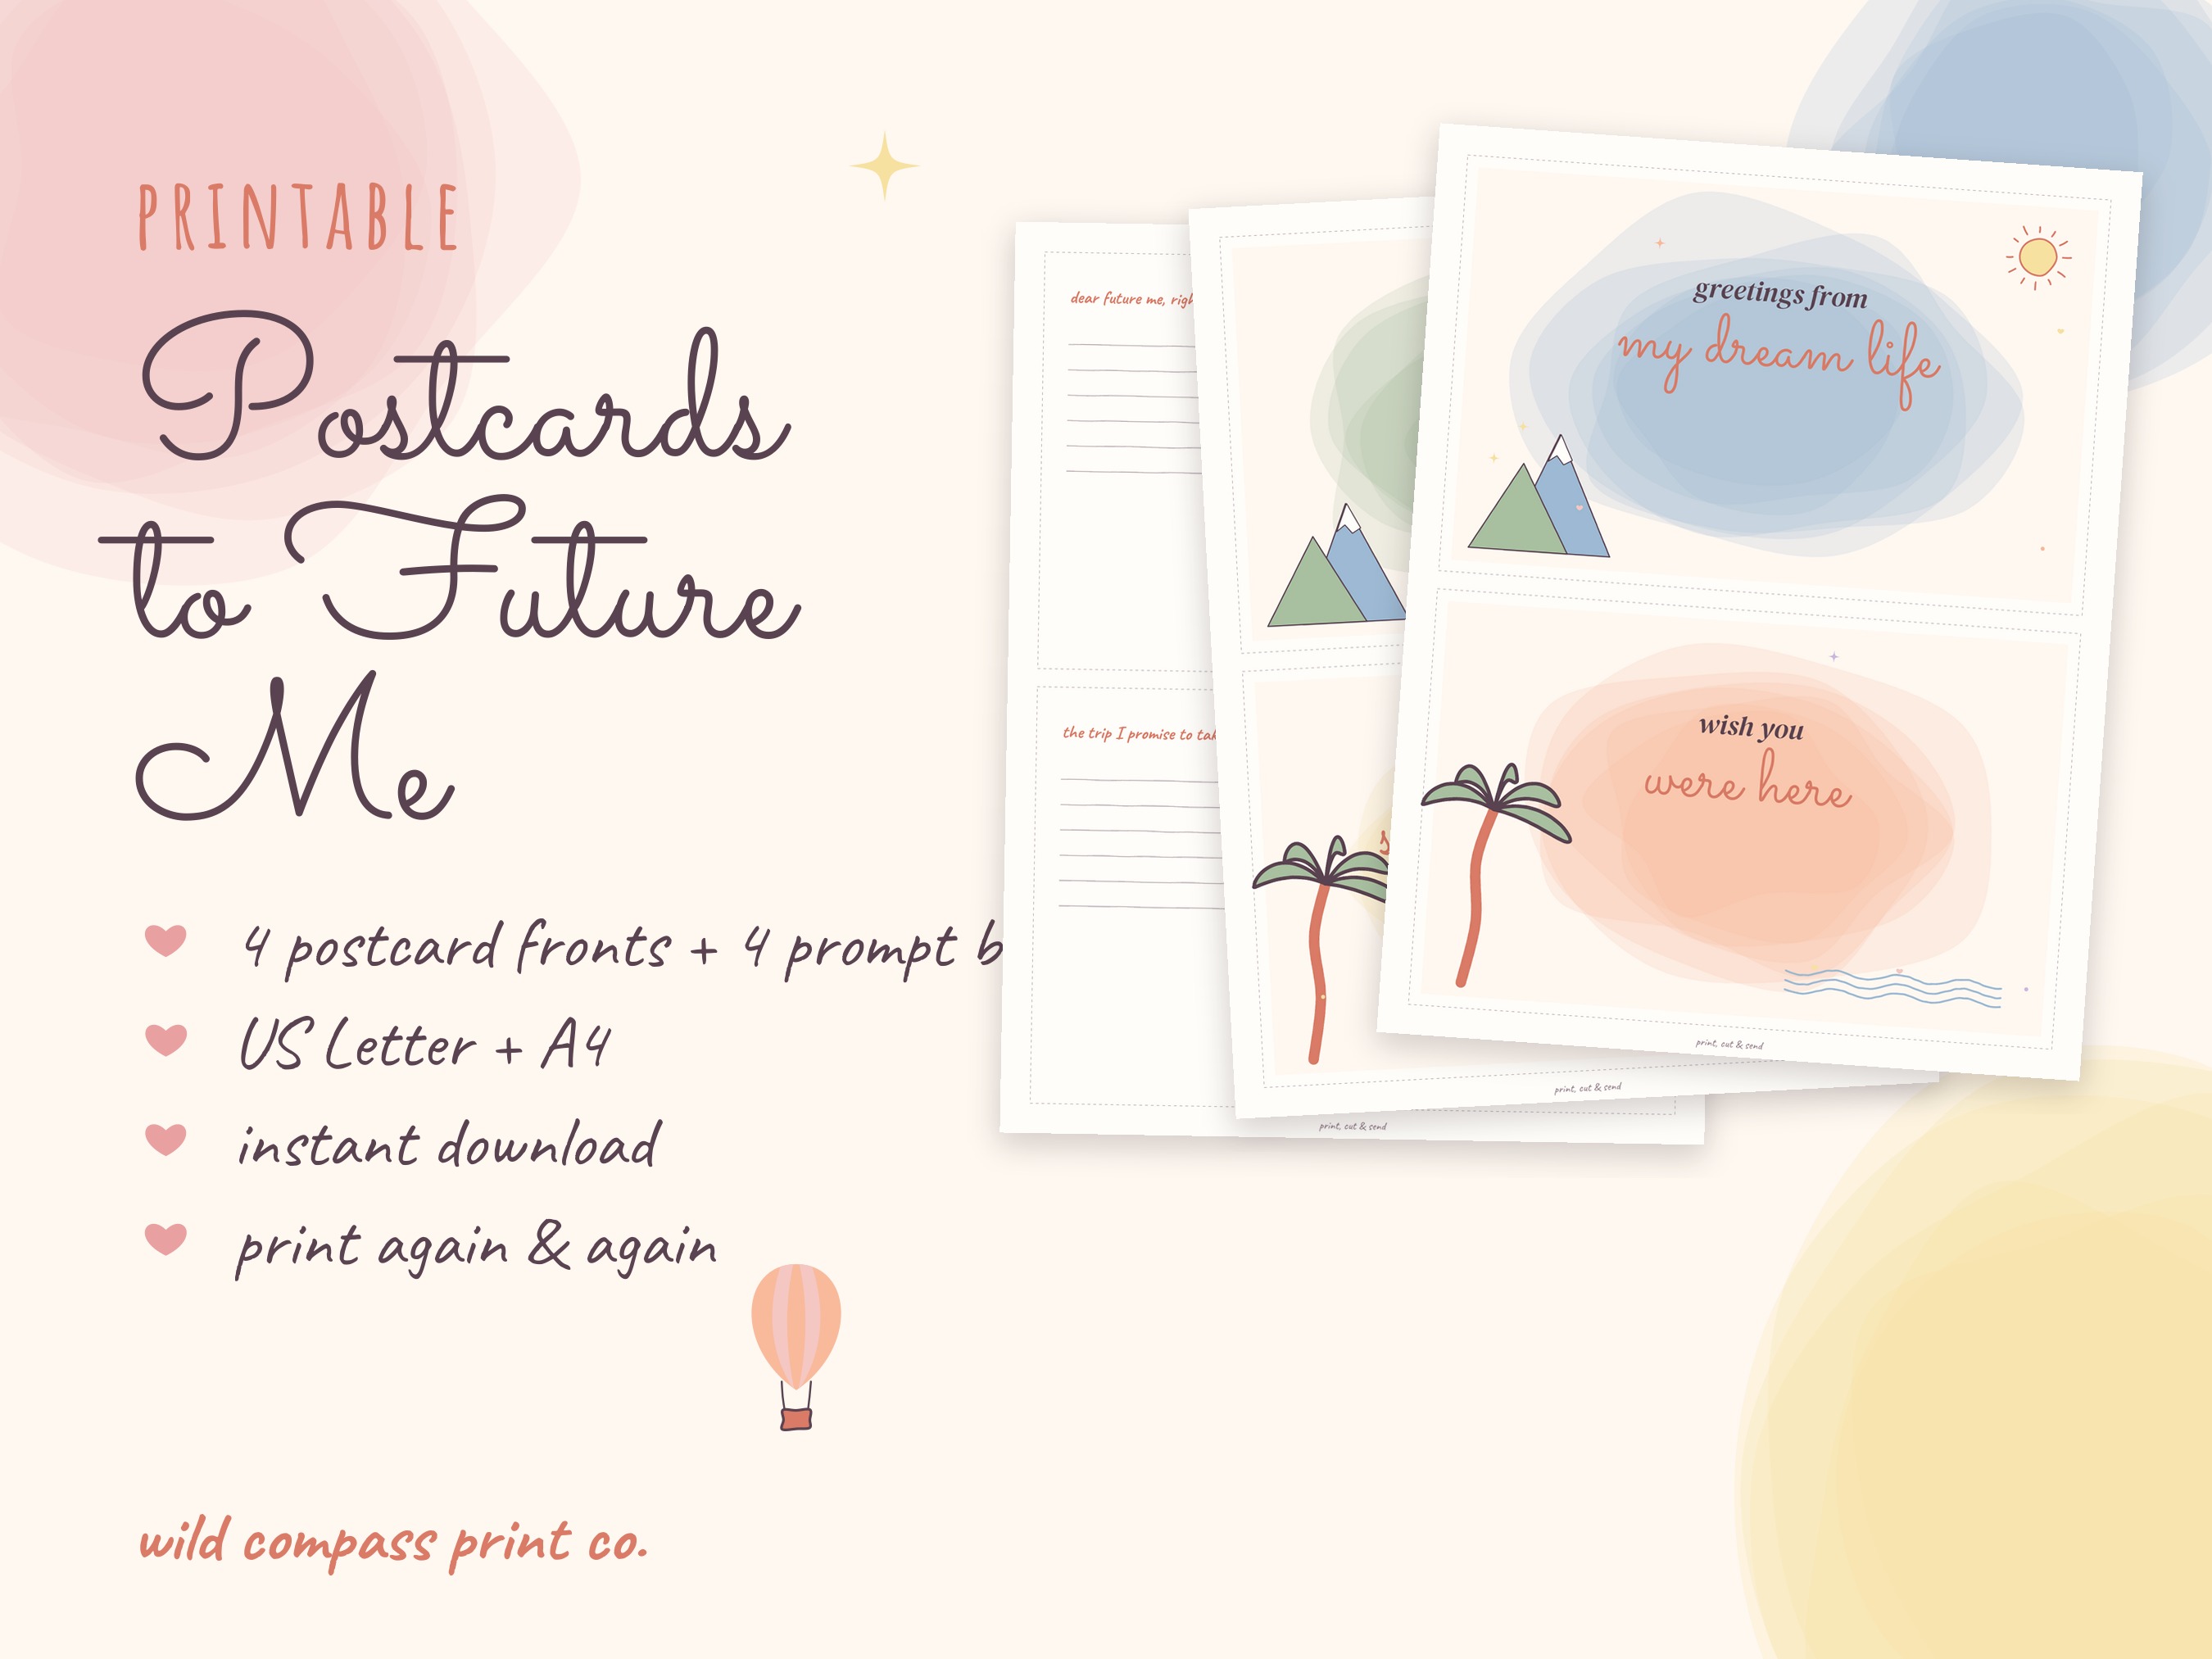 PRINTABLE
Postcards
to Future
Me
4 postcard fronts + 4 prompt
US Letter + A4
instant download
print again & again
wild compass print co.
dear future me,
the trip I promise to
print, cut & send
print, cut & send
greetings from
my dream life
wish you
were here
print, cut & send